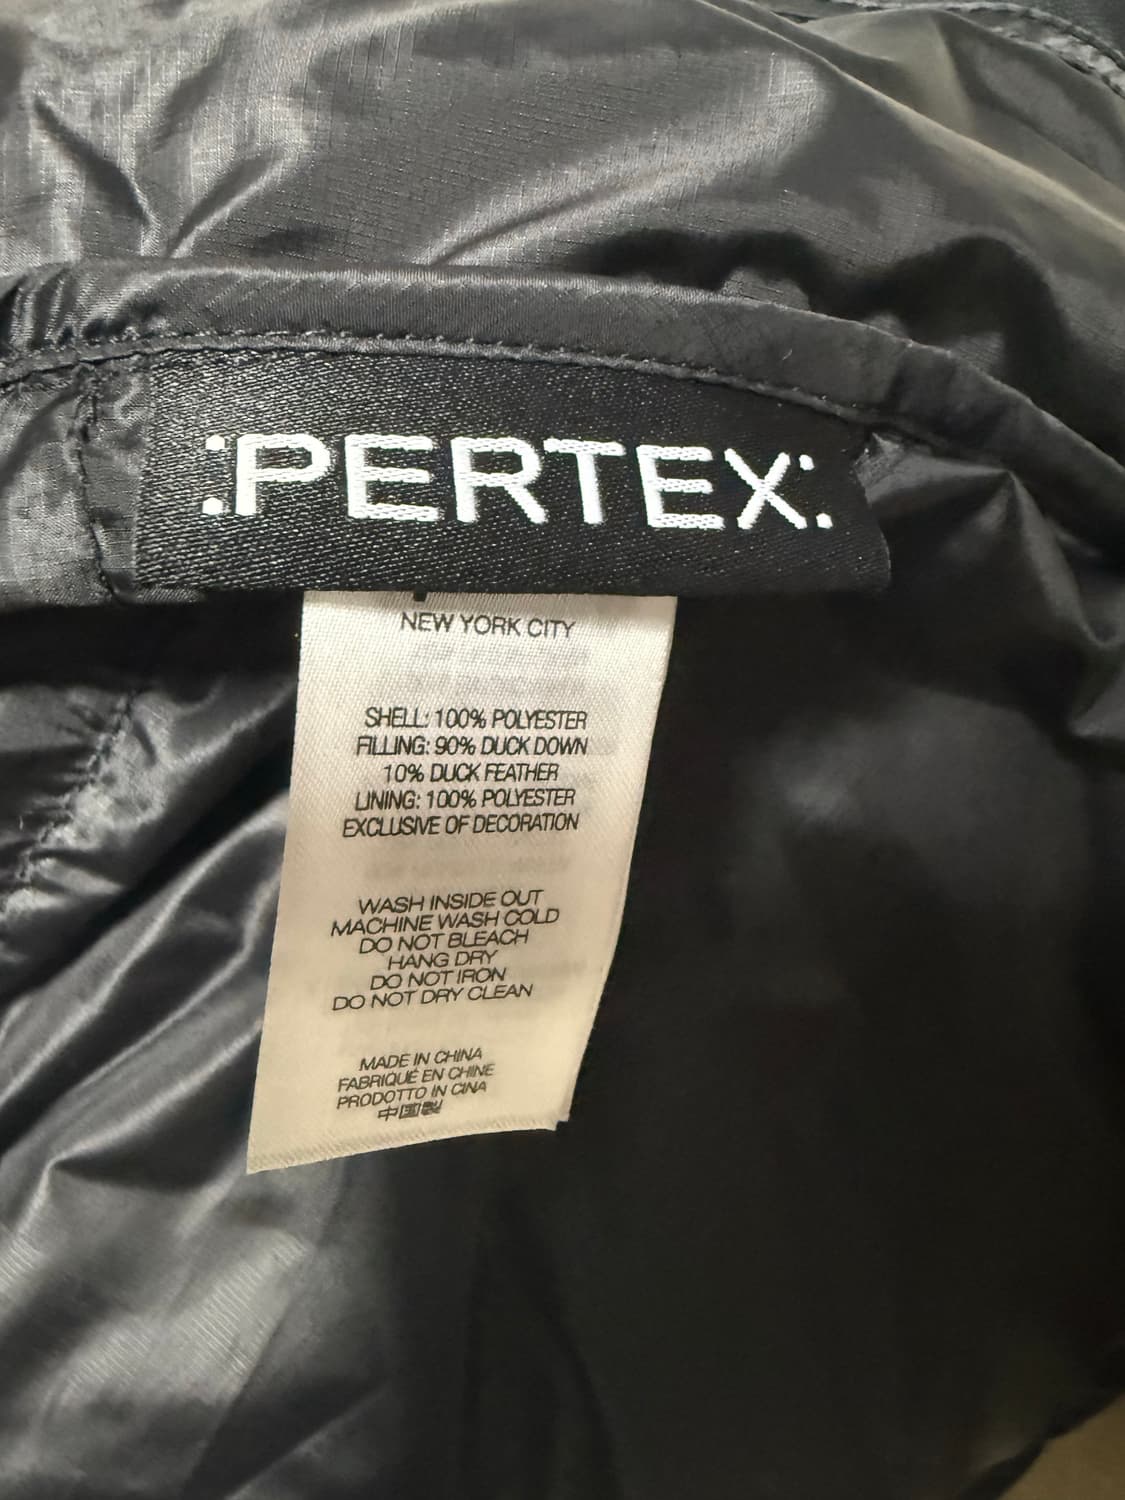 :PERTEX:
NEW YORK CITY
SHELL: 100% POLYESTER
FILLING: 90% DUCK DOWN
10% DUCK FEATHER
LINING: 100% POLYESTER
EXCLUSIVE OF DECORATION
WASH INSIDE OUT
MACHINE WASH COLD
DO NOT BLEACH
HANG DRY
DO NOT IRON
DO NOT DRY CLEAN
MADE IN CHINA
FABRIQUÉ EN CHINE
PRODOTTO IN CINA
中国製